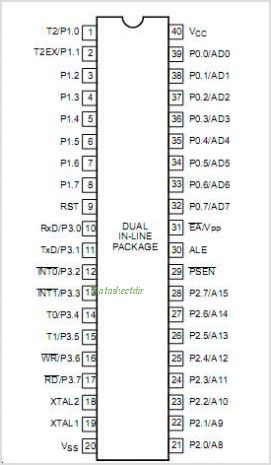 T2/P1.0 1 40 VCC
T2EX/P1.1 2 39 P0.0/AD0
P1.2 3 38 P0.1/AD1
P1.3 4 37 P0.2/AD2
P1.4 5 36 P0.3/AD3
P1.5 6 35 P0.4/AD4
P1.6 7 34 P0.5/AD5
P1.7 8 33 P0.6/AD6
RST 9 32 P0.7/AD7
RxD/P3.0 10 31 EA/Vpp
TxD/P3.1 11 30 ALE
INT0/P3.2 12 29 PSEN
INT1/P3.3 13 28 P2.7/A15
T0/P3.4 14 27 P2.6/A14
T1/P3.5 15 26 P2.5/A13
WR/P3.6 16 25 P2.4/A12
RD/P3.7 17 24 P2.3/A11
XTAL2 18 23 P2.2/A10
XTAL1 19 22 P2.1/A9
VSS 20 21 P2.0/A8
DUAL
IN-LINE
PACKAGE
atasheetdir